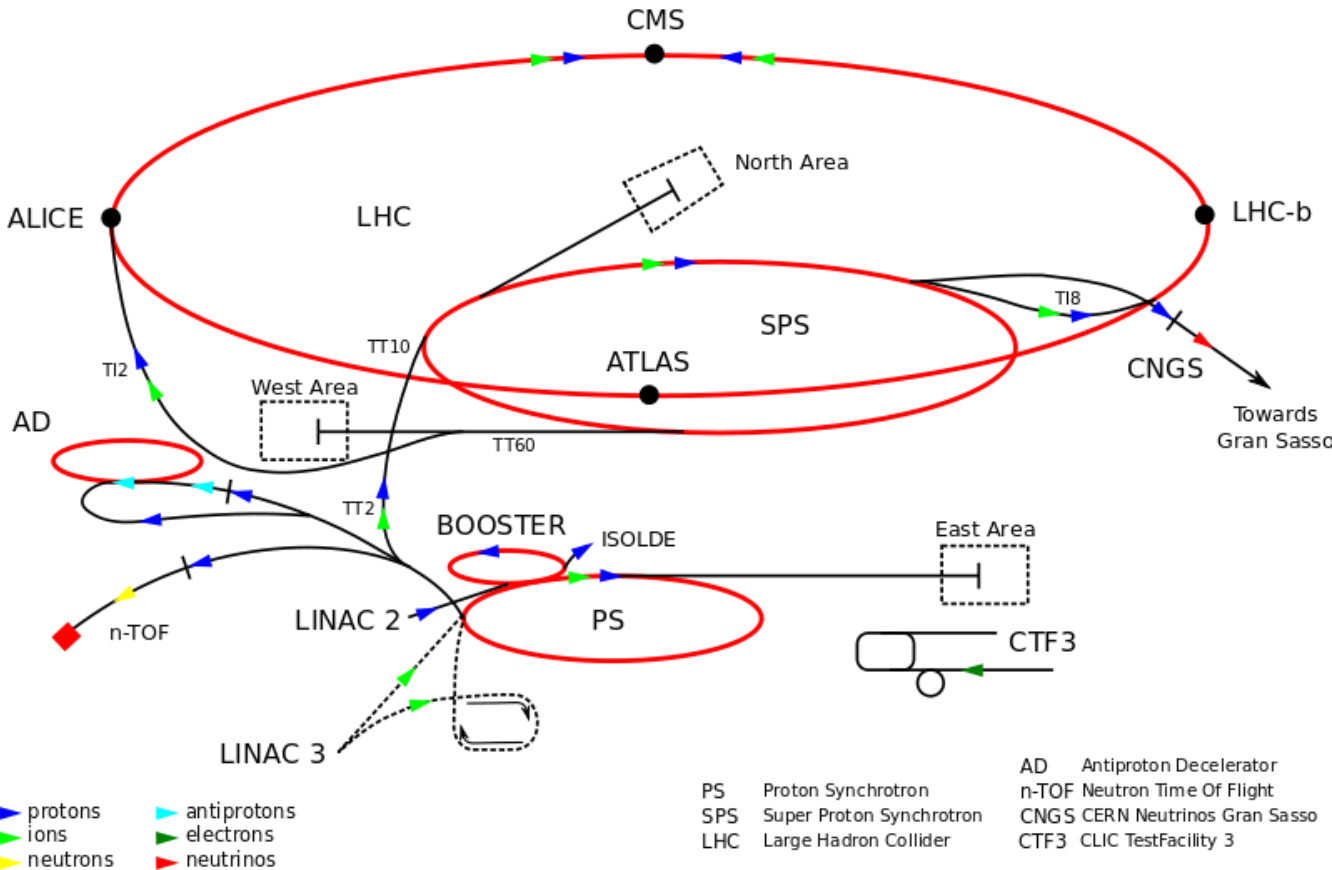 CMS
North Area
ALICE
LHC
LHC-b
TI8
SPS
TT10
ATLAS
TI2
CNGS
West Area
AD
Towards
Gran Sasso
TT60
TT2
BOOSTER
ISOLDE
East Area
LINAC 2
PS
n-TOF
CTF3
LINAC 3
protons
ions
neutrons
antiprotons
electrons
neutrinos
PS Proton Synchrotron
SPS Super Proton Synchrotron
LHC Large Hadron Collider
AD Antiproton Decelerator
n-TOF Neutron Time Of Flight
CNGS CERN Neutrinos Gran Sasso
CTF3 CLIC TestFacility 3